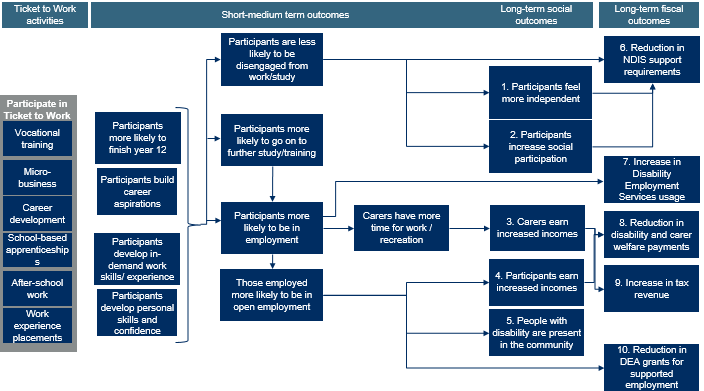 Ticket to Work
activities
Short-medium term outcomes
Long-term social
outcomes
Long-term fiscal
outcomes
Participate in
Ticket to Work
Vocational
training
Micro-
business
Career
development
School-based
apprenticeship
s
After-school
work
Work
experience
placements
Participants
more likely to
finish year 12
Participants build
career
aspirations
Participants
develop in-
demand work
skills/ experience
Participants
develop personal
skills and
confidence
Participants are less
likely to be
disengaged from
work/study
Participants more
likely to go on to
further study/training
Participants more
likely to be in
employment
Those employed
more likely to be in
open employment
Carers have more
time for work /
recreation
1. Participants feel
more independent
2. Participants
increase social
participation
3. Carers earn
increased incomes
4. Participants earn
increased incomes
5. People with
disability are present
in the community
6. Reduction in
NDIS support
requirements
7. Increase in
Disability
Employment
Services usage
8. Reduction in
disability and carer
welfare payments
9. Increase in tax
revenue
10. Reduction in
DEA grants for
supported
employment